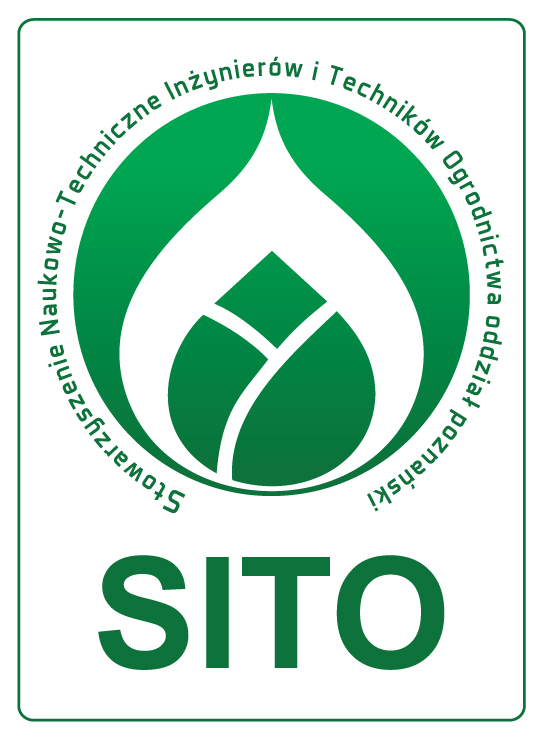 Stowarzyszenie Naukowo-Techniczne Inżynierów i Techników Ogrodnictwa oddział poznański
SITO